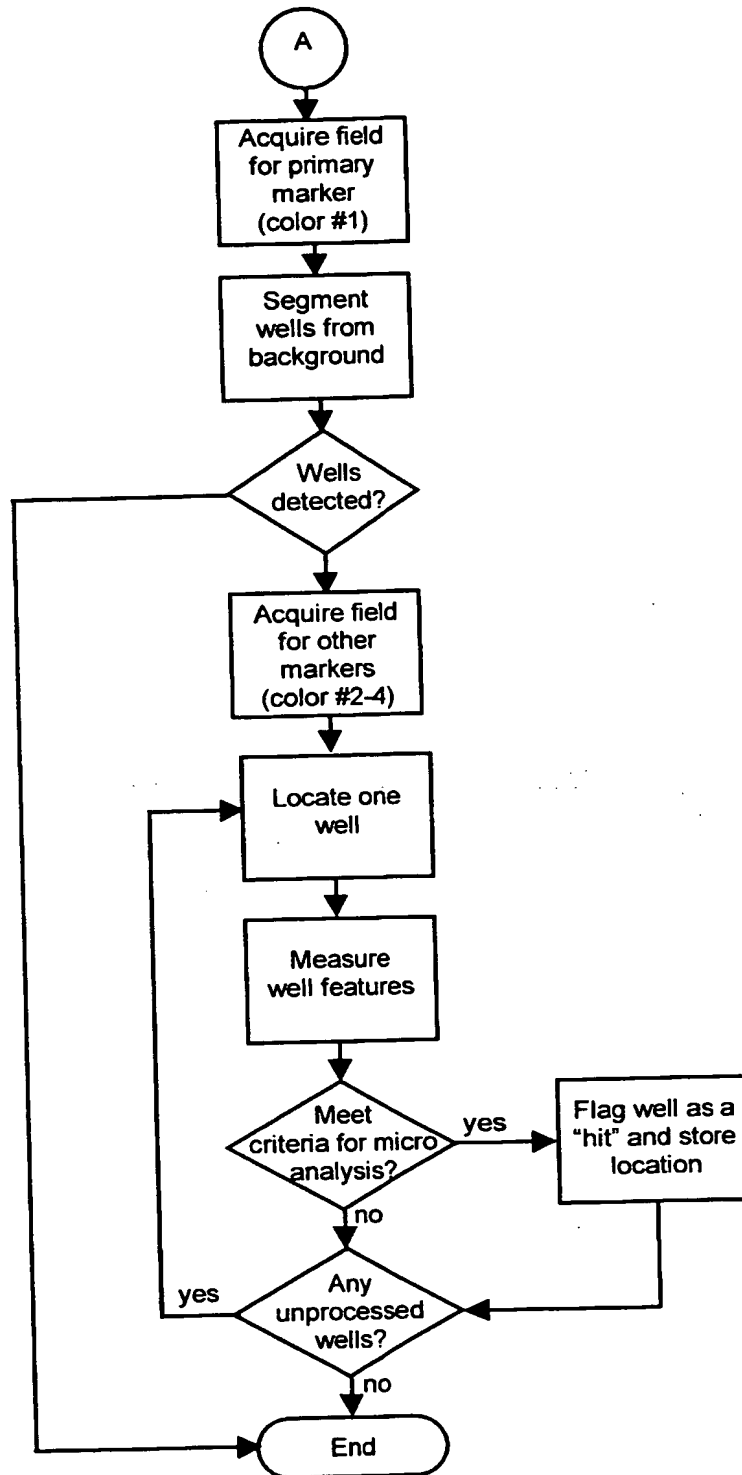 A
Acquire field
for primary
marker
(color #1)
Segment
wells from
background
Wells
detected?
Acquire field
for other
markers
(color #2-4)
Locate one
well
Measure
well features
Meet
criteria for micro
analysis?
yes
Flag well as a
“hit” and store
location
no
Any
unprocessed
wells?
yes
no
End